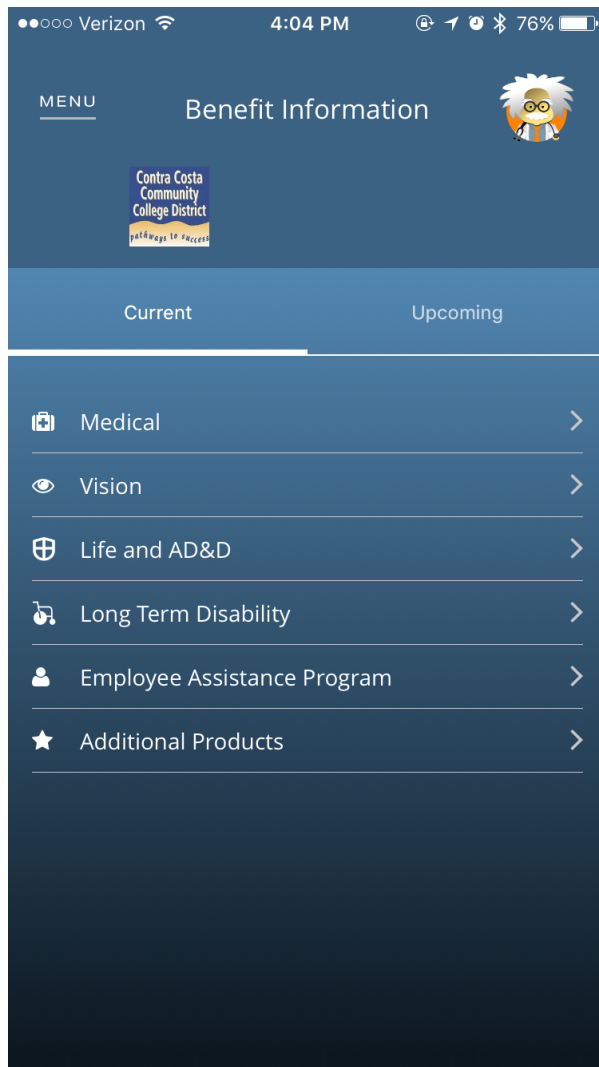 Verizon 4:04 PM 76%
MENU
Benefit Information
Contra Costa
Community
College District
pathways to success
Current Upcoming
Medical
Vision
Life and AD&D
Long Term Disability
Employee Assistance Program
Additional Products